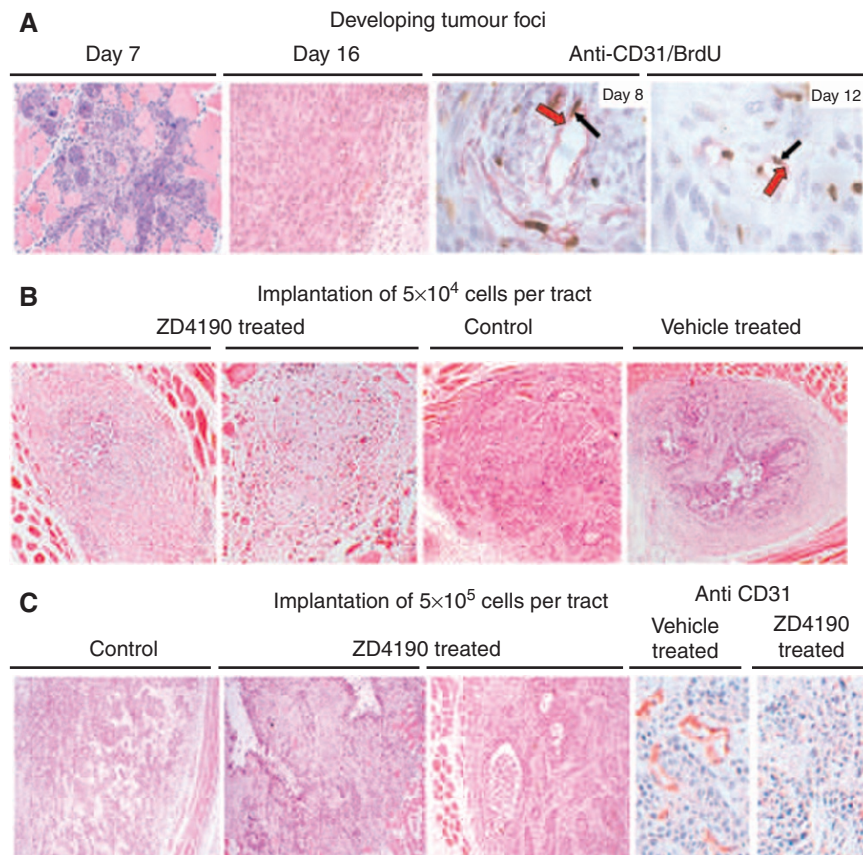 A
Developing tumour foci
Day 7
Day 16
Anti-CD31/BrdU
Day 8
Day 12
B
Implantation of 5×10⁴ cells per tract
ZD4190 treated
Control
Vehicle treated
C
Implantation of 5×10⁵ cells per tract
Anti CD31
Control
ZD4190 treated
Vehicle
treated
ZD4190
treated